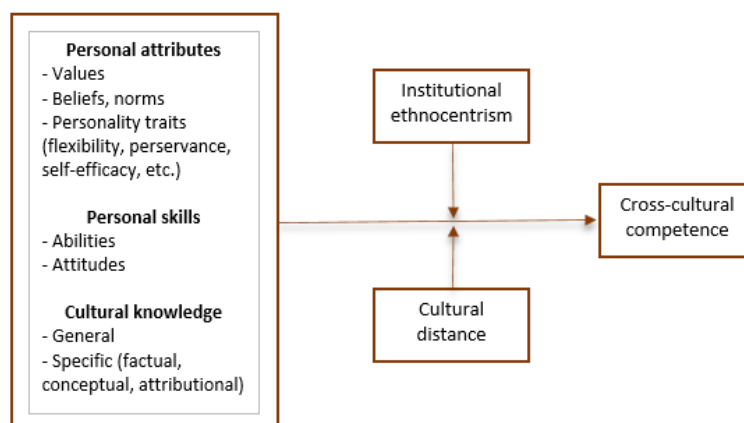 Personal attributes
- Values
- Beliefs, norms
- Personality traits
(flexibility, perservance,
self-efficacy, etc.)
Personal skills
- Abilities
- Attitudes
Cultural knowledge
- General
- Specific (factual,
conceptual, attributional)
Institutional
ethnocentrism
Cultural
distance
Cross-cultural
competence